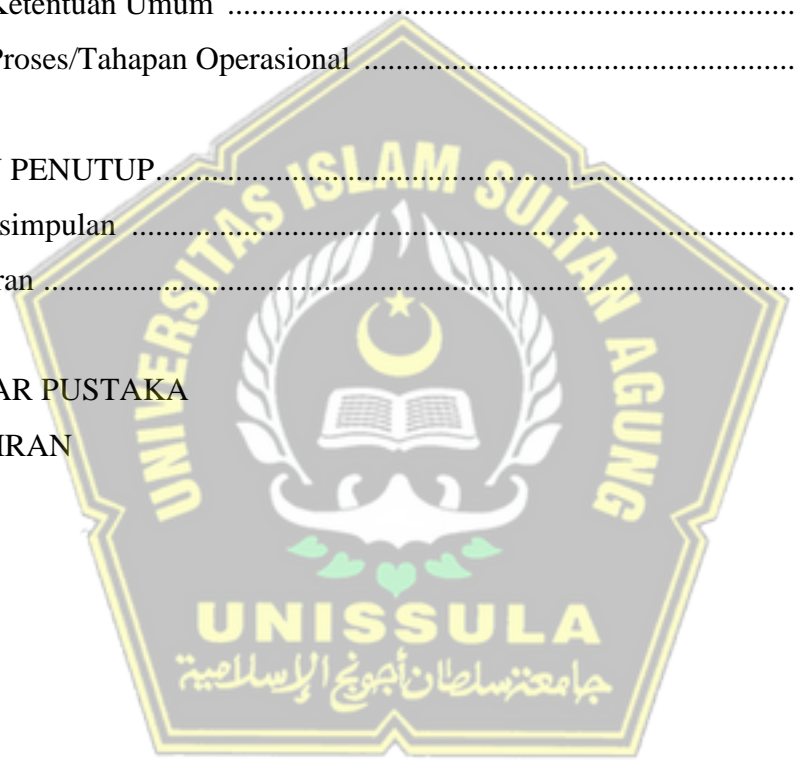 Ketentuan Umum ........................................................................
Proses/Tahapan Operasional ......................................................
PENUTUP................................................................................
simpulan ...................................................................................
ran .............................................................................................
AR PUSTAKA
IRAN
UNIVERSITAS ISLAM SULTAN AGUNG
UNISSULA
جامعة سلطان أجونج الإسلامية